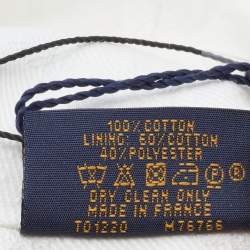 100% COTTON
LINING: 60% COTTON
40% POLYESTER
DRY CLEAN ONLY
MADE IN FRANCE
TO1220 M76766